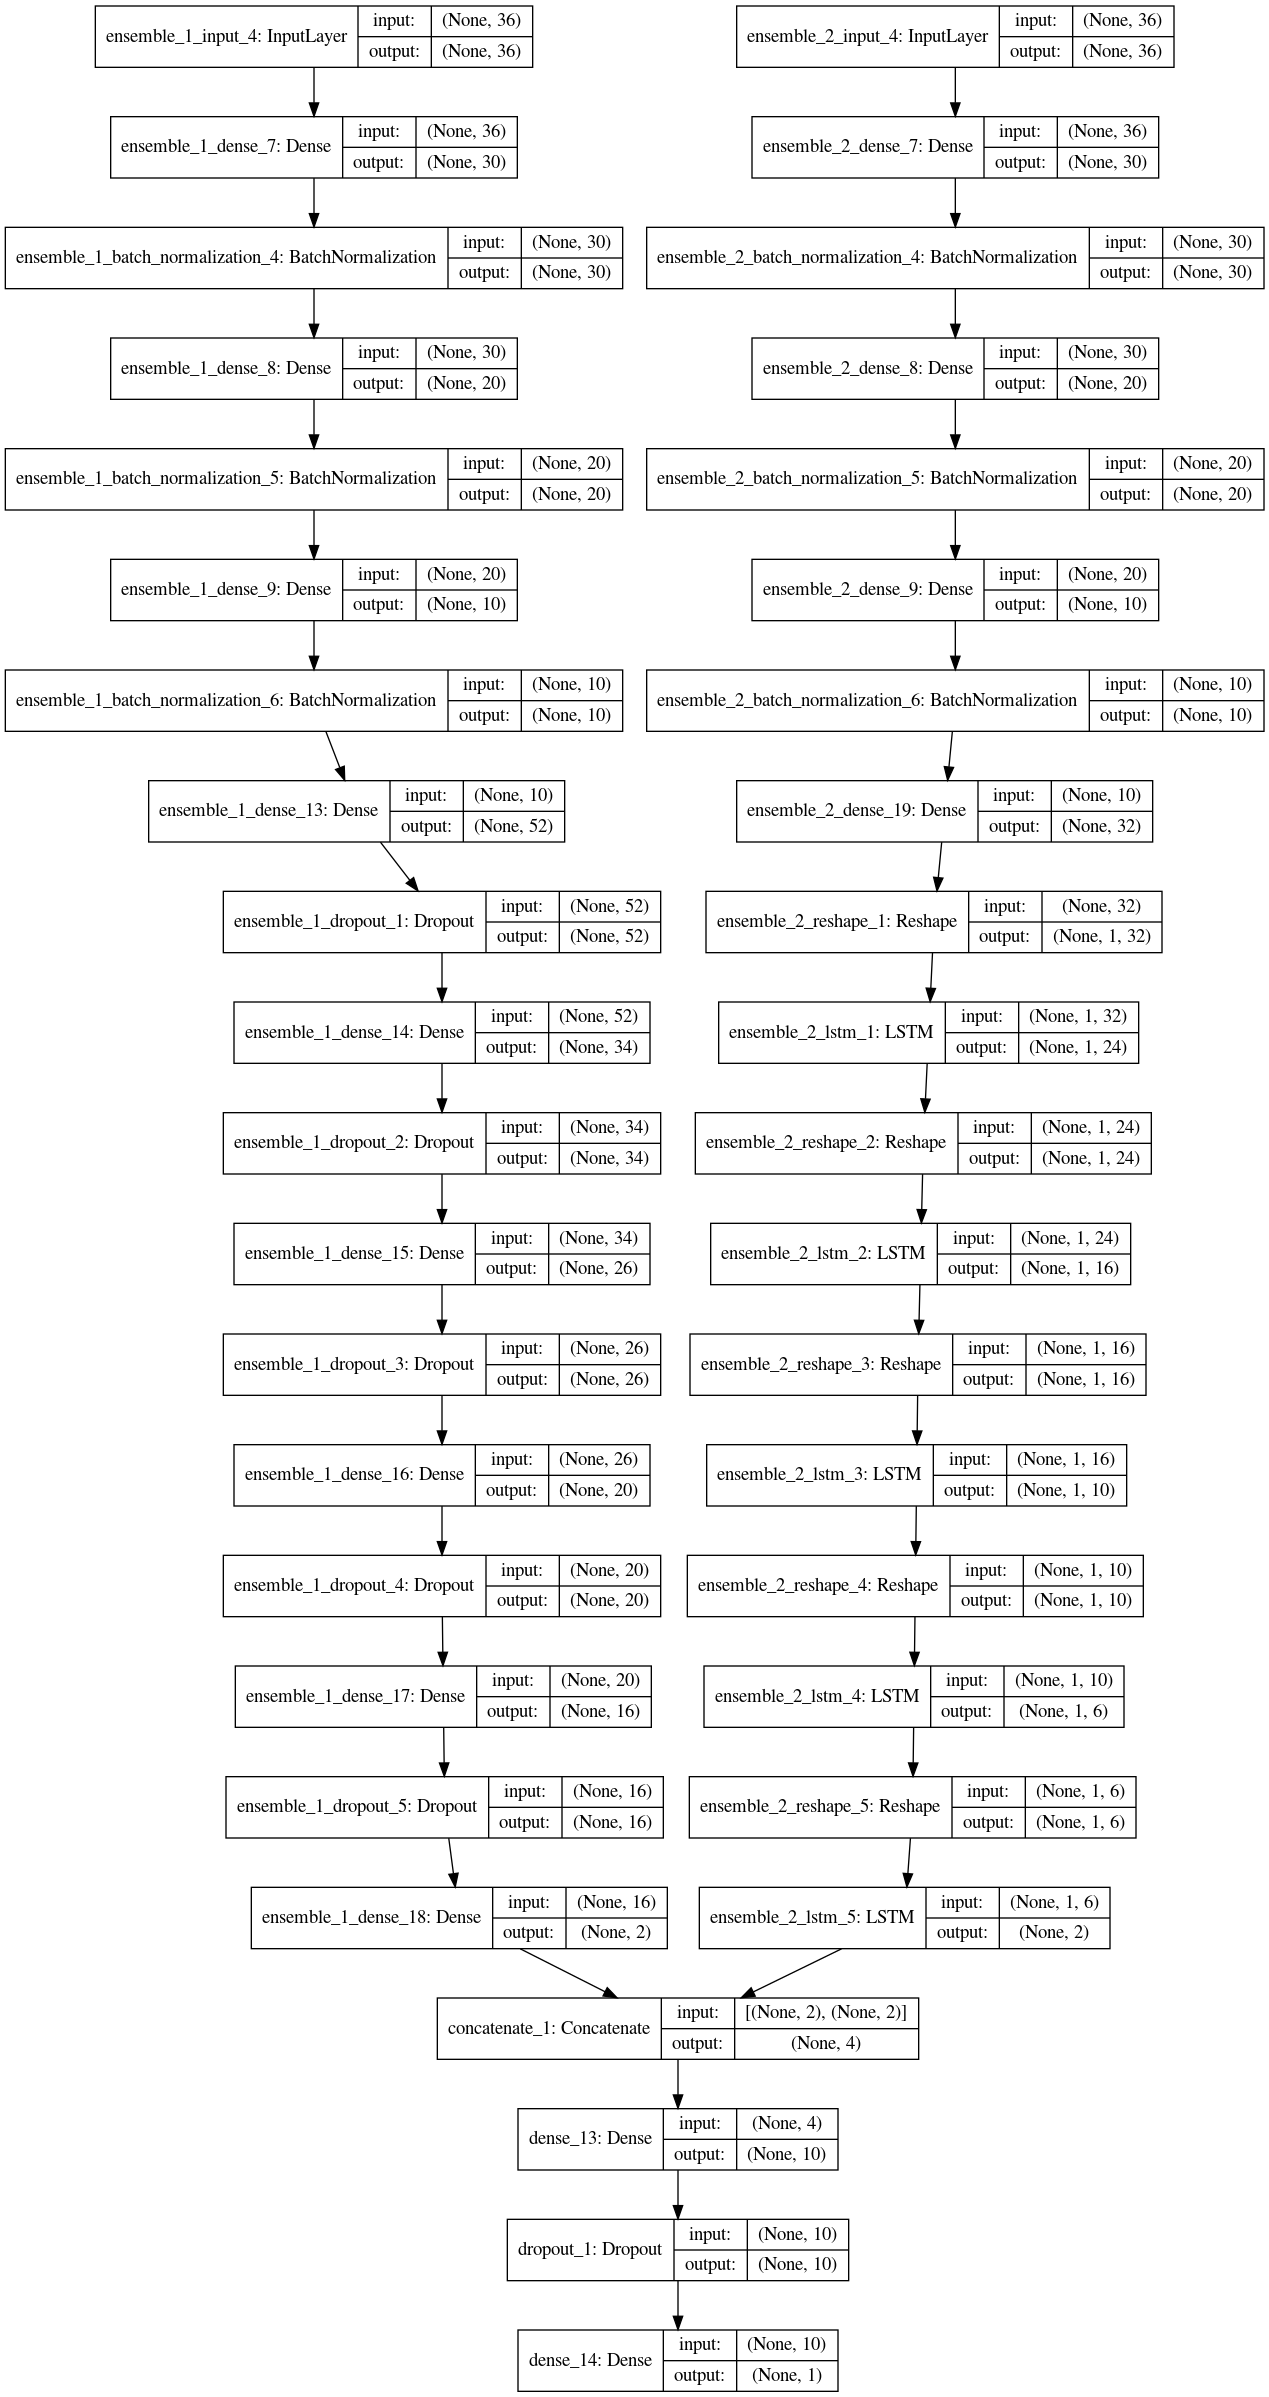 ensemble_1_input_4: InputLayer
input: (None, 36)
output: (None, 36)
ensemble_2_input_4: InputLayer
input: (None, 36)
output: (None, 36)
ensemble_1_dense_7: Dense
input: (None, 36)
output: (None, 30)
ensemble_2_dense_7: Dense
input: (None, 36)
output: (None, 30)
ensemble_1_batch_normalization_4: BatchNormalization
input: (None, 30)
output: (None, 30)
ensemble_2_batch_normalization_4: BatchNormalization
input: (None, 30)
output: (None, 30)
ensemble_1_dense_8: Dense
input: (None, 30)
output: (None, 20)
ensemble_2_dense_8: Dense
input: (None, 30)
output: (None, 20)
ensemble_1_batch_normalization_5: BatchNormalization
input: (None, 20)
output: (None, 20)
ensemble_2_batch_normalization_5: BatchNormalization
input: (None, 20)
output: (None, 20)
ensemble_1_dense_9: Dense
input: (None, 20)
output: (None, 10)
ensemble_2_dense_9: Dense
input: (None, 20)
output: (None, 10)
ensemble_1_batch_normalization_6: BatchNormalization
input: (None, 10)
output: (None, 10)
ensemble_2_batch_normalization_6: BatchNormalization
input: (None, 10)
output: (None, 10)
ensemble_1_dense_13: Dense
input: (None, 10)
output: (None, 52)
ensemble_2_dense_19: Dense
input: (None, 10)
output: (None, 32)
ensemble_1_dropout_1: Dropout
input: (None, 52)
output: (None, 52)
ensemble_2_reshape_1: Reshape
input: (None, 32)
output: (None, 1, 32)
ensemble_1_dense_14: Dense
input: (None, 52)
output: (None, 34)
ensemble_2_lstm_1: LSTM
input: (None, 1, 32)
output: (None, 1, 24)
ensemble_1_dropout_2: Dropout
input: (None, 34)
output: (None, 34)
ensemble_2_reshape_2: Reshape
input: (None, 1, 24)
output: (None, 1, 24)
ensemble_1_dense_15: Dense
input: (None, 34)
output: (None, 26)
ensemble_2_lstm_2: LSTM
input: (None, 1, 24)
output: (None, 1, 16)
ensemble_1_dropout_3: Dropout
input: (None, 26)
output: (None, 26)
ensemble_2_reshape_3: Reshape
input: (None, 1, 16)
output: (None, 1, 16)
ensemble_1_dense_16: Dense
input: (None, 26)
output: (None, 20)
ensemble_2_lstm_3: LSTM
input: (None, 1, 16)
output: (None, 1, 10)
ensemble_1_dropout_4: Dropout
input: (None, 20)
output: (None, 20)
ensemble_2_reshape_4: Reshape
input: (None, 1, 10)
output: (None, 1, 10)
ensemble_1_dense_17: Dense
input: (None, 20)
output: (None, 16)
ensemble_2_lstm_4: LSTM
input: (None, 1, 10)
output: (None, 1, 6)
ensemble_1_dropout_5: Dropout
input: (None, 16)
output: (None, 16)
ensemble_2_reshape_5: Reshape
input: (None, 1, 6)
output: (None, 1, 6)
ensemble_1_dense_18: Dense
input: (None, 16)
output: (None, 2)
ensemble_2_lstm_5: LSTM
input: (None, 1, 6)
output: (None, 2)
concatenate_1: Concatenate
input: [(None, 2), (None, 2)]
output: (None, 4)
dense_13: Dense
input: (None, 4)
output: (None, 10)
dropout_1: Dropout
input: (None, 10)
output: (None, 10)
dense_14: Dense
input: (None, 10)
output: (None, 1)